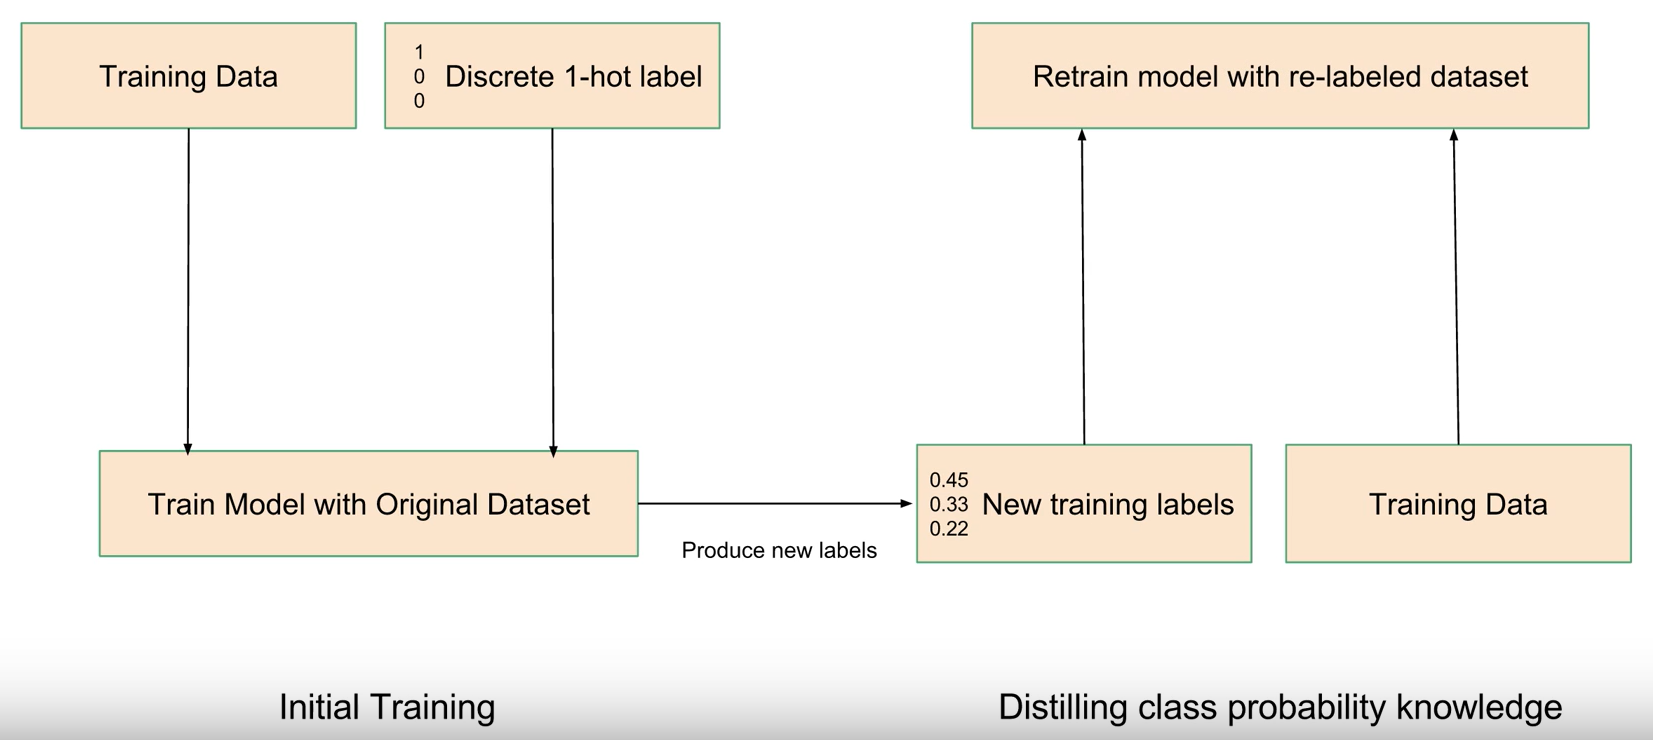 Training Data
1
0
0
Discrete 1-hot label
Retrain model with re-labeled dataset
Train Model with Original Dataset
Produce new labels
0.45
0.33
0.22
New training labels
Training Data
Initial Training
Distilling class probability knowledge